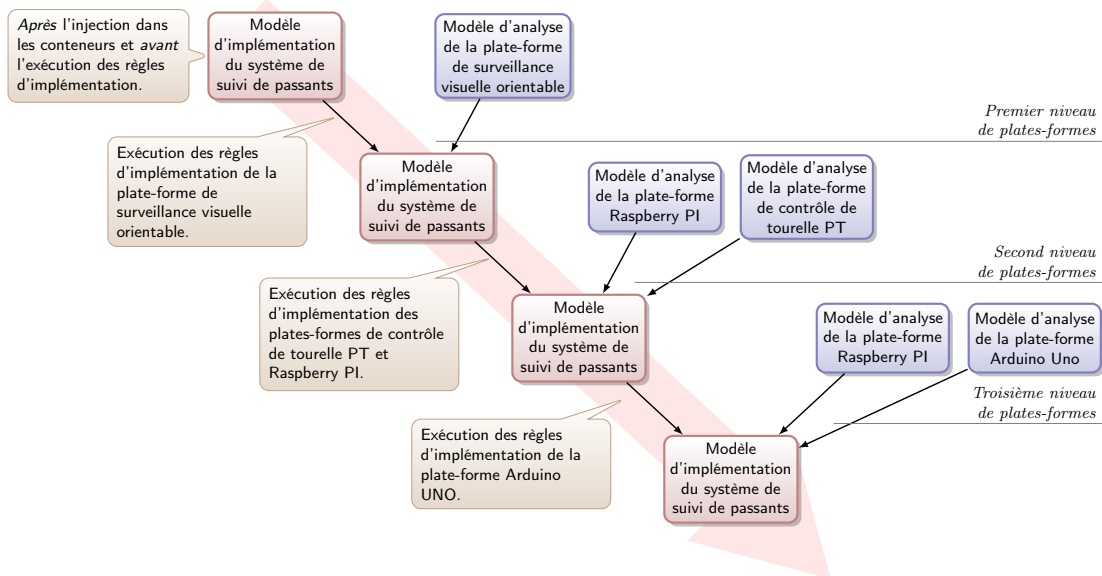 Après l'injection dans
les conteneurs et avant
l'exécution des règles
d'implémentation.
Modèle
d'implémentation
du système de
suivi de passants
Modèle d'analyse
de la plate-forme
de surveillance
visuelle orientable
Premier niveau
de plates-formes
Exécution des règles
d'implémentation de la
plate-forme de
surveillance visuelle
orientable.
Modèle
d'implémentation
du système de
suivi de passants
Modèle d'analyse
de la plate-forme
Raspberry PI
Modèle d'analyse
de la plate-forme
de contrôle de
tourelle PT
Second niveau
de plates-formes
Exécution des règles
d'implémentation des
plates-formes de contrôle
de tourelle PT et
Raspberry PI.
Modèle
d'implémentation
du système de
suivi de passants
Modèle d'analyse
de la plate-forme
Raspberry PI
Modèle d'analyse
de la plate-forme
Arduino Uno
Troisième niveau
de plates-formes
Exécution des règles
d'implémentation de la
plate-forme Arduino
UNO.
Modèle
d'implémentation
du système de
suivi de passants